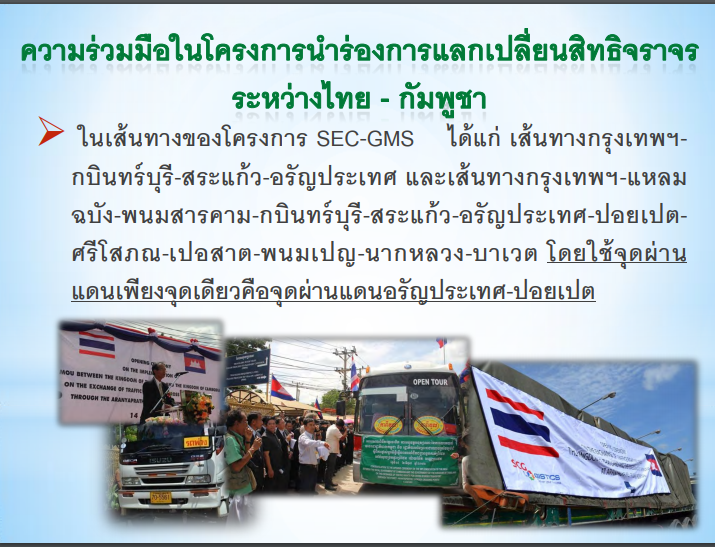 ความร่วมมือในโครงการนำร่องการแลกเปลี่ยนสิทธิจราจร
ระหว่างไทย - กัมพูชา
ในเส้นทางของโครงการ SEC-GMS ได้แก่ เส้นทางกรุงเทพฯ-
กบินทร์บุรี-สระแก้ว-อรัญประเทศ และเส้นทางกรุงเทพฯ-แหลม
ฉบัง-พนมสารคาม-กบินทร์บุรี-สระแก้ว-อรัญประเทศ-ปอยเปต-
ศรีโสภณ-เปอสาต-พนมเปญ-นากหลวง-บาเวต โดยใช้จุดผ่าน
แดนเพียงจุดเดียวคือจุดผ่านแดนอรัญประเทศ-ปอยเปต
OPENING
ON THE IMPLEMENTATION
BETWEEN THE KINGDOM OF
ON THE EXCHANGE OF TRAFFIC
THROUGH THE ARANYAPRAT
14
OPEN TOUR
SCG